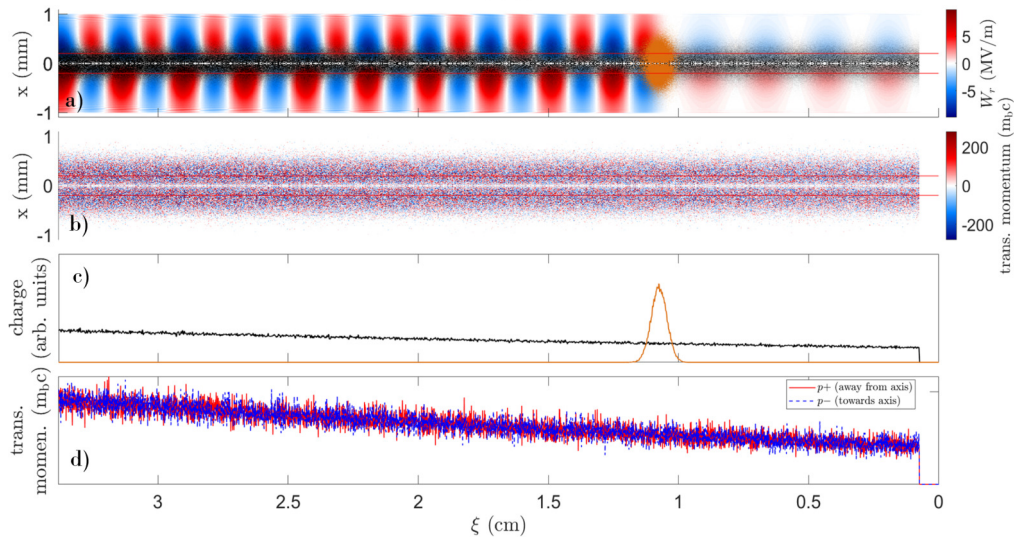 x (mm)
1
0
-1
a)
5
0
-5
W_r (MV/m)
x (mm)
1
0
-1
b)
200
0
-200
trans. momentum (m_b c)
charge
(arb. units)
c)
trans.
momen. (m_b c)
d)
p+ (away from axis)
p− (towards axis)
3 2.5 2 1.5 1 0.5 0
ξ (cm)